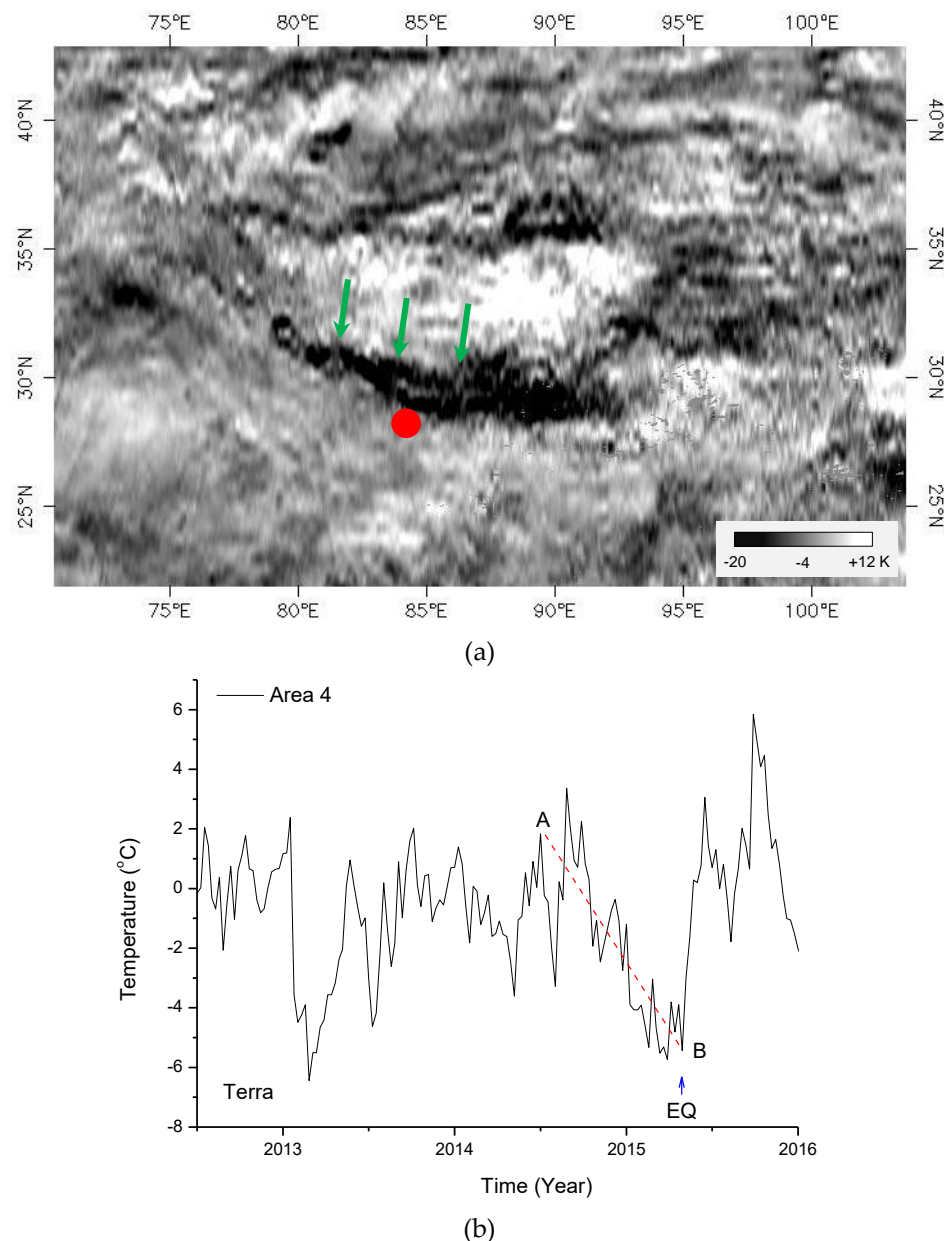 75°E 80°E 85°E 90°E 95°E 100°E
40°N 40°N
35°N 35°N
30°N 30°N
25°N 25°N
-20 -4 +12 K
75°E 80°E 85°E 90°E 95°E 100°E
(a)
Area 4
6
4
2
0
-2
-4
-6
-8
Temperature (°C)
A
B
EQ
Terra
2013 2014 2015 2016
Time (Year)
(b)